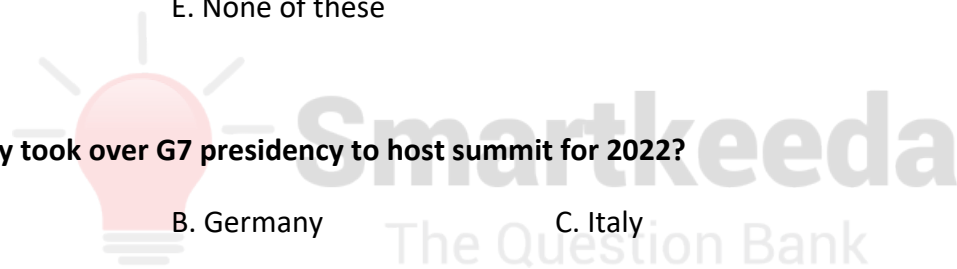 E. None of these
y took over G7 presidency to host summit for 2022?
Smartkeeda
B. Germany
C. Italy
The Question Bank